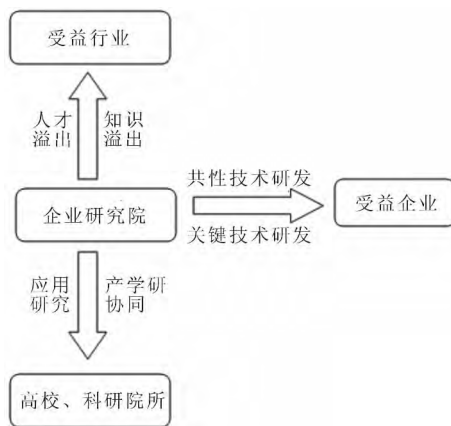 受益行业
人才 知识
溢出 溢出
共性技术研发
企业研究院
受益企业
关键技术研发
应用 产学研
研究 协同
高校、科研院所